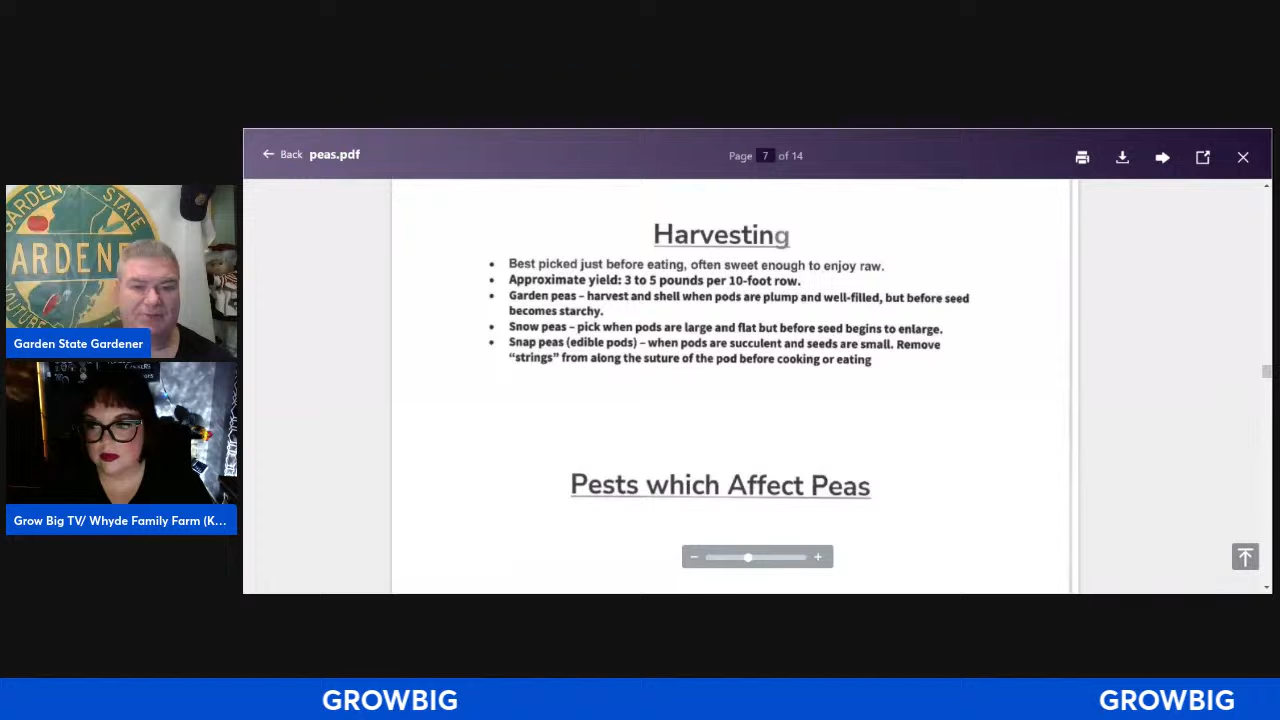 ← Back peas.pdf
Page 7 of 14
Harvesting
• Best picked just before eating, often sweet enough to enjoy raw.
• Approximate yield: 3 to 5 pounds per 10-foot row.
• Garden peas – harvest and shell when pods are plump and well-filled, but before seed
becomes starchy.
• Snow peas – pick when pods are large and flat but before seed begins to enlarge.
• Snap peas (edible pods) – when pods are succulent and seeds are small. Remove
“strings” from along the suture of the pod before cooking or eating
Pests which Affect Peas
GARDEN STATE
ARDENE
YOUTUBE
Garden State Gardener
Grow Big TV/ Whyde Family Farm (K...
GROWBIG GROWBIG